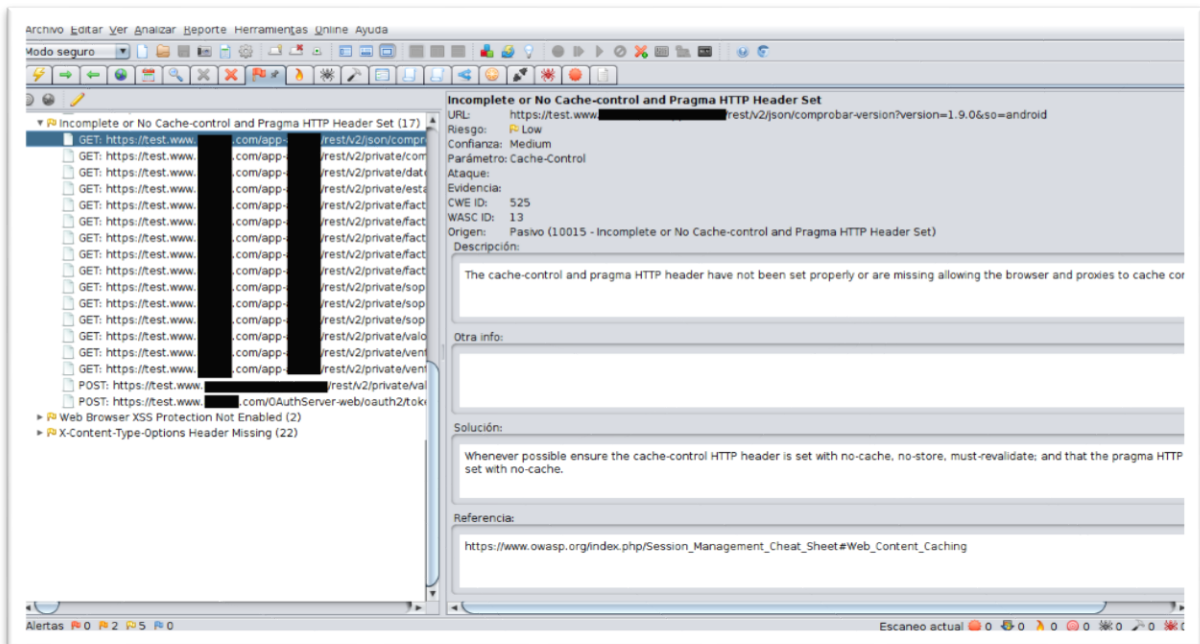 Archivo Editar Ver Analizar Reporte Herramientas Online Ayuda
Modo seguro
Incomplete or No Cache-control and Pragma HTTP Header Set (17)
GET: https://test.www. .com/app- /rest/v2/json/compr
GET: https://test.www. .com/app- /rest/v2/private/com
GET: https://test.www. .com/app- /rest/v2/private/dat
GET: https://test.www. .com/app- /rest/v2/private/esta
GET: https://test.www. .com/app- /rest/v2/private/fact
GET: https://test.www. .com/app- /rest/v2/private/fact
GET: https://test.www. .com/app- /rest/v2/private/fact
GET: https://test.www. .com/app- /rest/v2/private/fact
GET: https://test.www. .com/app- /rest/v2/private/fact
GET: https://test.www. .com/app- /rest/v2/private/sop
GET: https://test.www. .com/app- /rest/v2/private/sop
GET: https://test.www. .com/app- /rest/v2/private/sop
GET: https://test.www. .com/app- /rest/v2/private/valo
GET: https://test.www. .com/app- /rest/v2/private/vent
GET: https://test.www. .com/app- /rest/v2/private/vent
POST: https://test.www. /rest/v2/private/val
POST: https://test.www. .com/OAuthServer-web/oauth2/tok
Web Browser XSS Protection Not Enabled (2)
X-Content-Type-Options Header Missing (22)
Incomplete or No Cache-control and Pragma HTTP Header Set
URL: https://test.www. /rest/v2/json/comprobar-version?version=1.9.0&so=android
Riesgo: Low
Confianza: Medium
Parámetro: Cache-Control
Ataque:
Evidencia:
CWE ID: 525
WASC ID: 13
Origen: Pasivo (10015 - Incomplete or No Cache-control and Pragma HTTP Header Set)
Descripción:
The cache-control and pragma HTTP header have not been set properly or are missing allowing the browser and proxies to cache con
Otra info:
Solución:
Whenever possible ensure the cache-control HTTP header is set with no-cache, no-store, must-revalidate; and that the pragma HTTP
set with no-cache.
Referencia:
https://www.owasp.org/index.php/Session_Management_Cheat_Sheet#Web_Content_Caching
Alertas 0 2 5 0
Escaneo actual 0 0 0 0 0 0